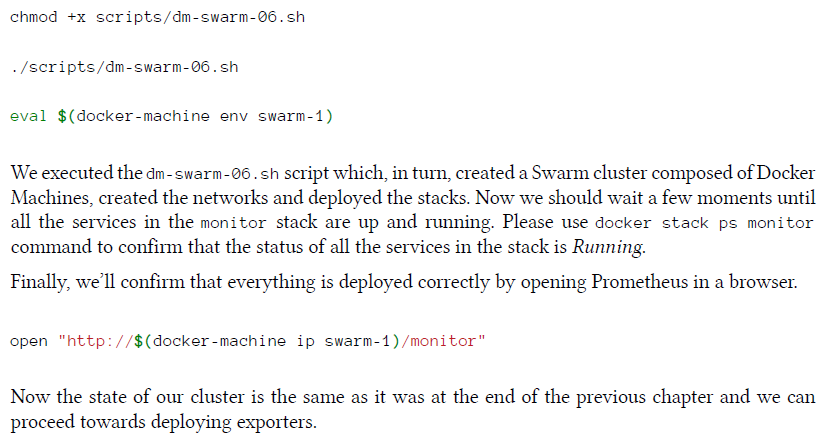 chmod +x scripts/dm-swarm-06.sh
./scripts/dm-swarm-06.sh
eval $(docker-machine env swarm-1)
We executed the dm-swarm-06.sh script which, in turn, created a Swarm cluster composed of Docker
Machines, created the networks and deployed the stacks. Now we should wait a few moments until
all the services in the monitor stack are up and running. Please use docker stack ps monitor
command to confirm that the status of all the services in the stack is Running.
Finally, we’ll confirm that everything is deployed correctly by opening Prometheus in a browser.
open "http://$(docker-machine ip swarm-1)/monitor"
Now the state of our cluster is the same as it was at the end of the previous chapter and we can
proceed towards deploying exporters.